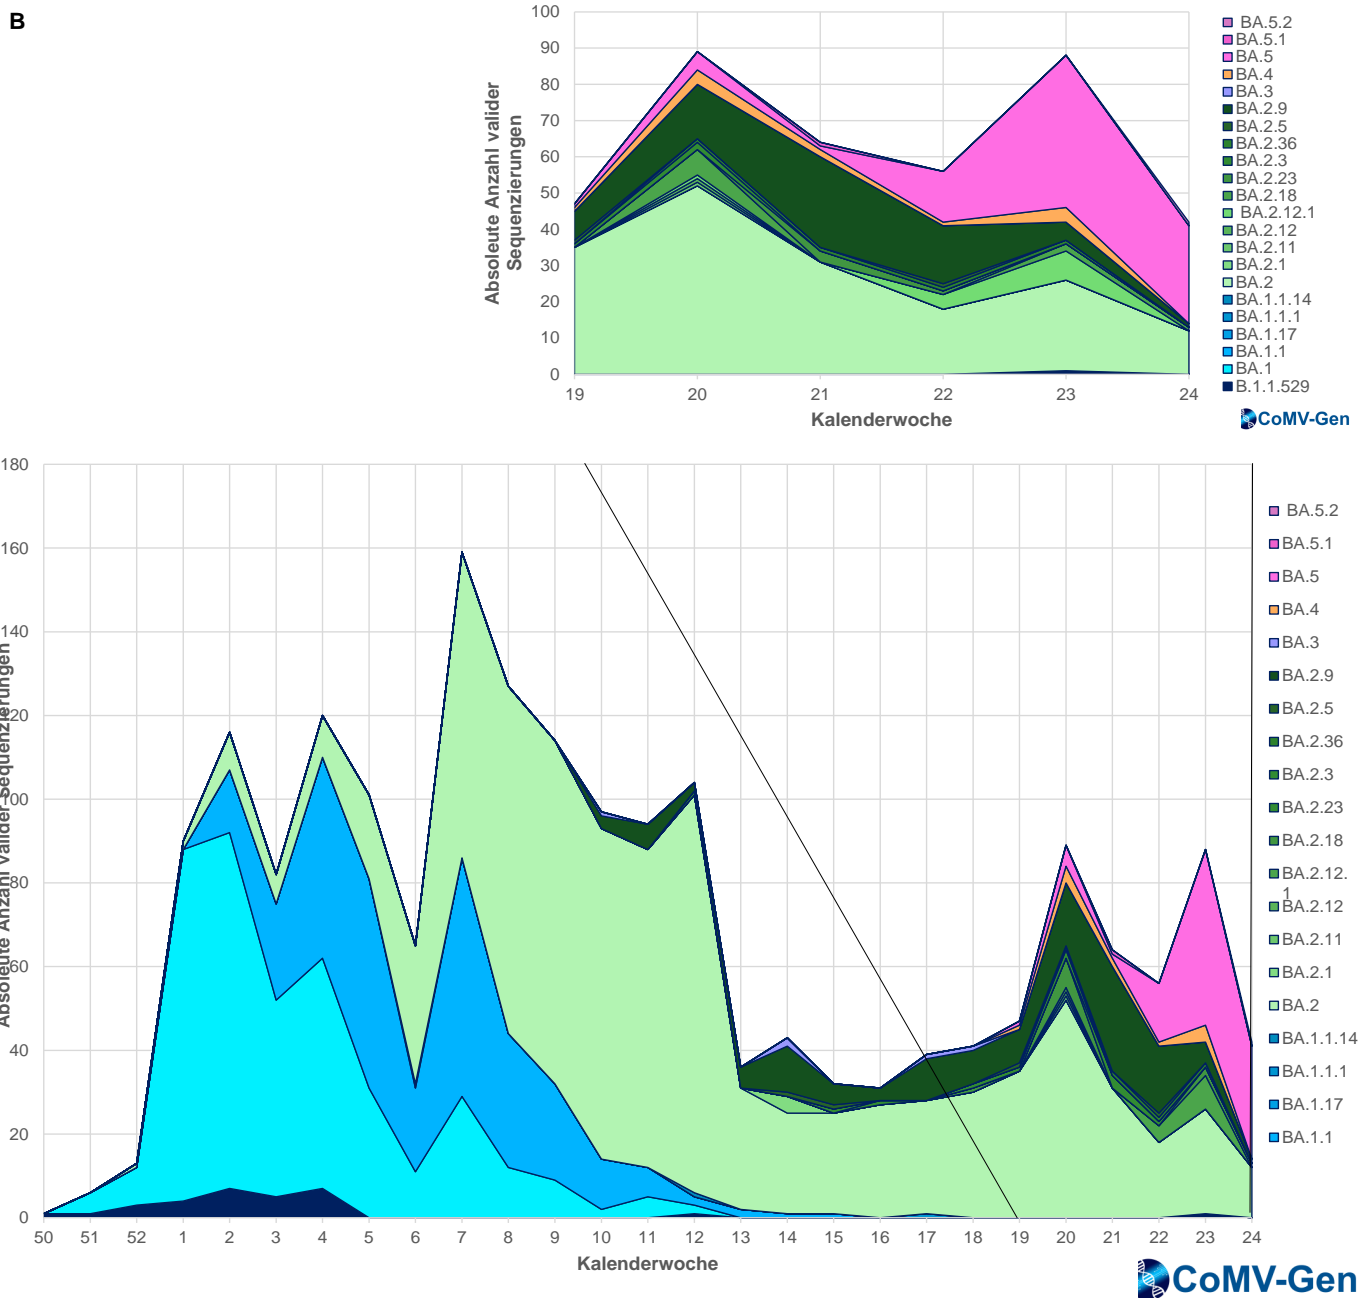 B
100
90
80
70
60
50
40
30
20
10
0
19 20 21 22 23 24
Absoleute Anzahl valider
Sequenzierungen
Kalenderwoche
BA.5.2
BA.5.1
BA.5
BA.4
BA.3
BA.2.9
BA.2.5
BA.2.36
BA.2.3
BA.2.23
BA.2.18
BA.2.12.1
BA.2.12
BA.2.11
BA.2.1
BA.2
BA.1.1.14
BA.1.1.1
BA.1.17
BA.1.1
BA.1
B.1.1.529
CoMV-Gen
180
160
140
120
100
80
60
40
20
0
50 51 52 1 2 3 4 5 6 7 8 9 10 11 12 13 14 15 16 17 18 19 20 21 22 23 24
Absoleute Anzahl valider Sequenzierungen
Kalenderwoche
BA.5.2
BA.5.1
BA.5
BA.4
BA.3
BA.2.9
BA.2.5
BA.2.36
BA.2.3
BA.2.23
BA.2.18
BA.2.12.
1
BA.2.12
BA.2.11
BA.2.1
BA.2
BA.1.1.14
BA.1.1.1
BA.1.17
BA.1.1
CoMV-Gen